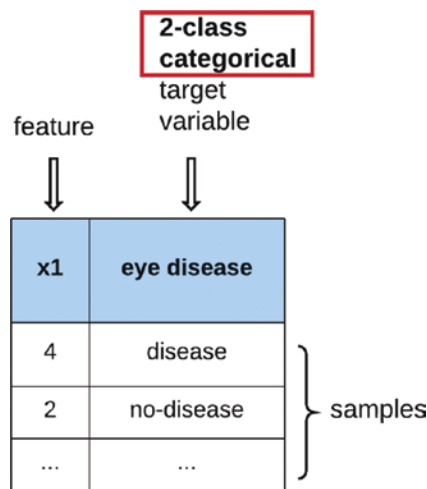 2-class
categorical
target
variable
feature
x1 eye disease
4 disease
2 no-disease
... ...
samples